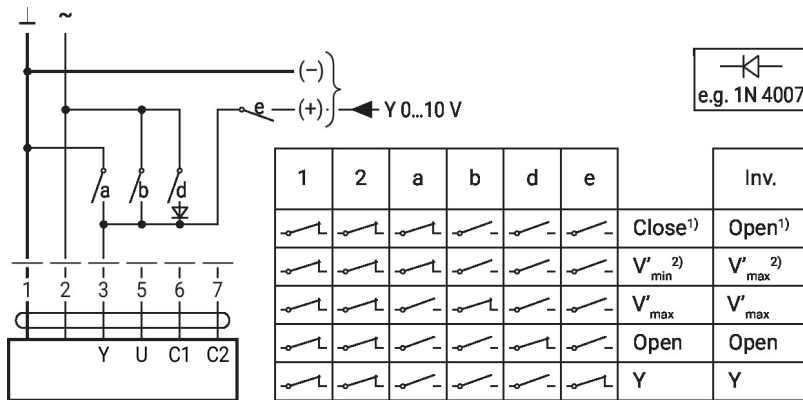 ⊥ ~
(−)
e (+) Y 0...10 V
e.g. 1N 4007
a b d
1 2 a b d e Inv.
Close¹⁾ Open¹⁾
V'min²⁾ V'max²⁾
V'max V'max
Open Open
Y Y
1 2 3 5 6 7
Y U C1 C2